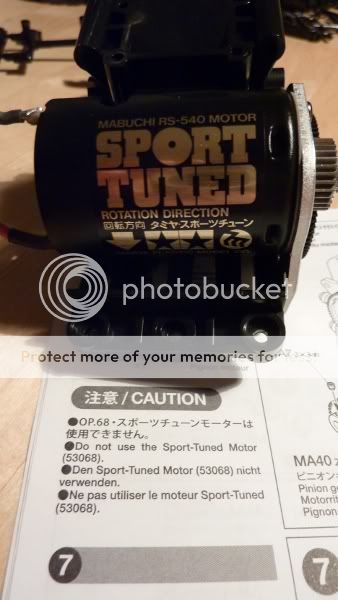 MABUCHI RS-540 MOTOR
SPORT
TUNED
ROTATION DIRECTION
回転方向 タミヤ・スポーツチューン
photobucket
Protect more of your memories for
注意 / CAUTION
●OP.68・スポーツチューンモーターは
使用できません。
●Do not use the Sport-Tuned Motor
(53068).
●Den Sport-Tuned Motor (53068) nicht
verwenden.
●Ne pas utiliser le moteur Sport-Tuned
(53068).
MA40
ピニオン
Pinion ge
Motorrit
Pignon
7
7